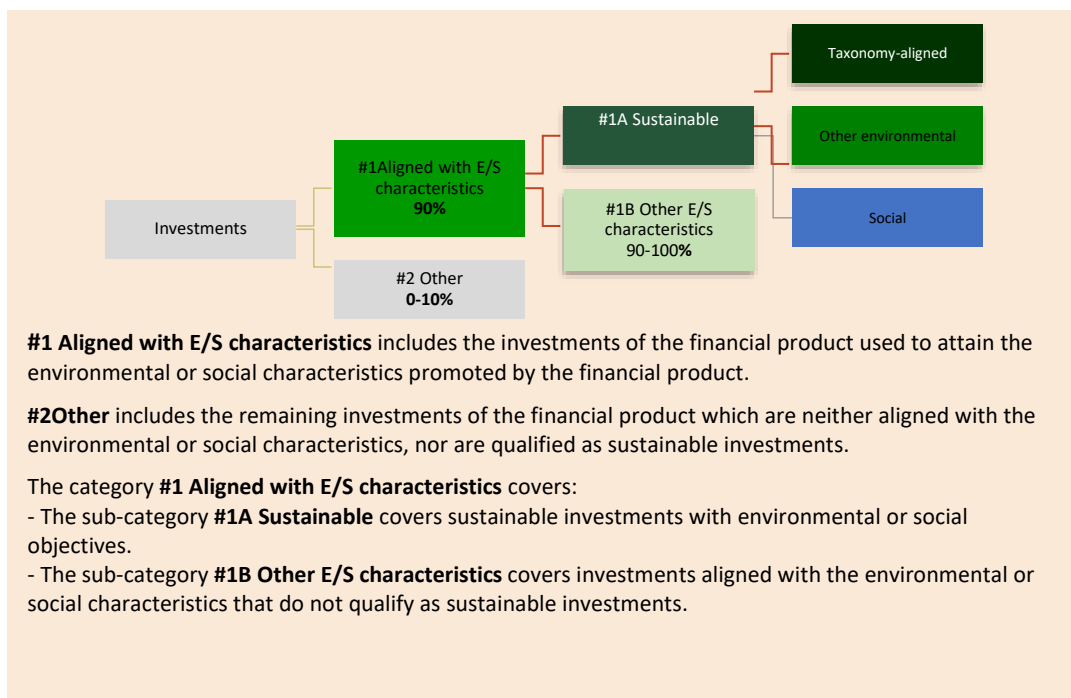 Taxonomy-aligned
#1A Sustainable
Other environmental
#1Aligned with E/S
characteristics
90%
#1B Other E/S
characteristics
90-100%
Social
Investments
#2 Other
0-10%
#1 Aligned with E/S characteristics includes the investments of the financial product used to attain the
environmental or social characteristics promoted by the financial product.
#2Other includes the remaining investments of the financial product which are neither aligned with the
environmental or social characteristics, nor are qualified as sustainable investments.
The category #1 Aligned with E/S characteristics covers:
- The sub-category #1A Sustainable covers sustainable investments with environmental or social
objectives.
- The sub-category #1B Other E/S characteristics covers investments aligned with the environmental or
social characteristics that do not qualify as sustainable investments.